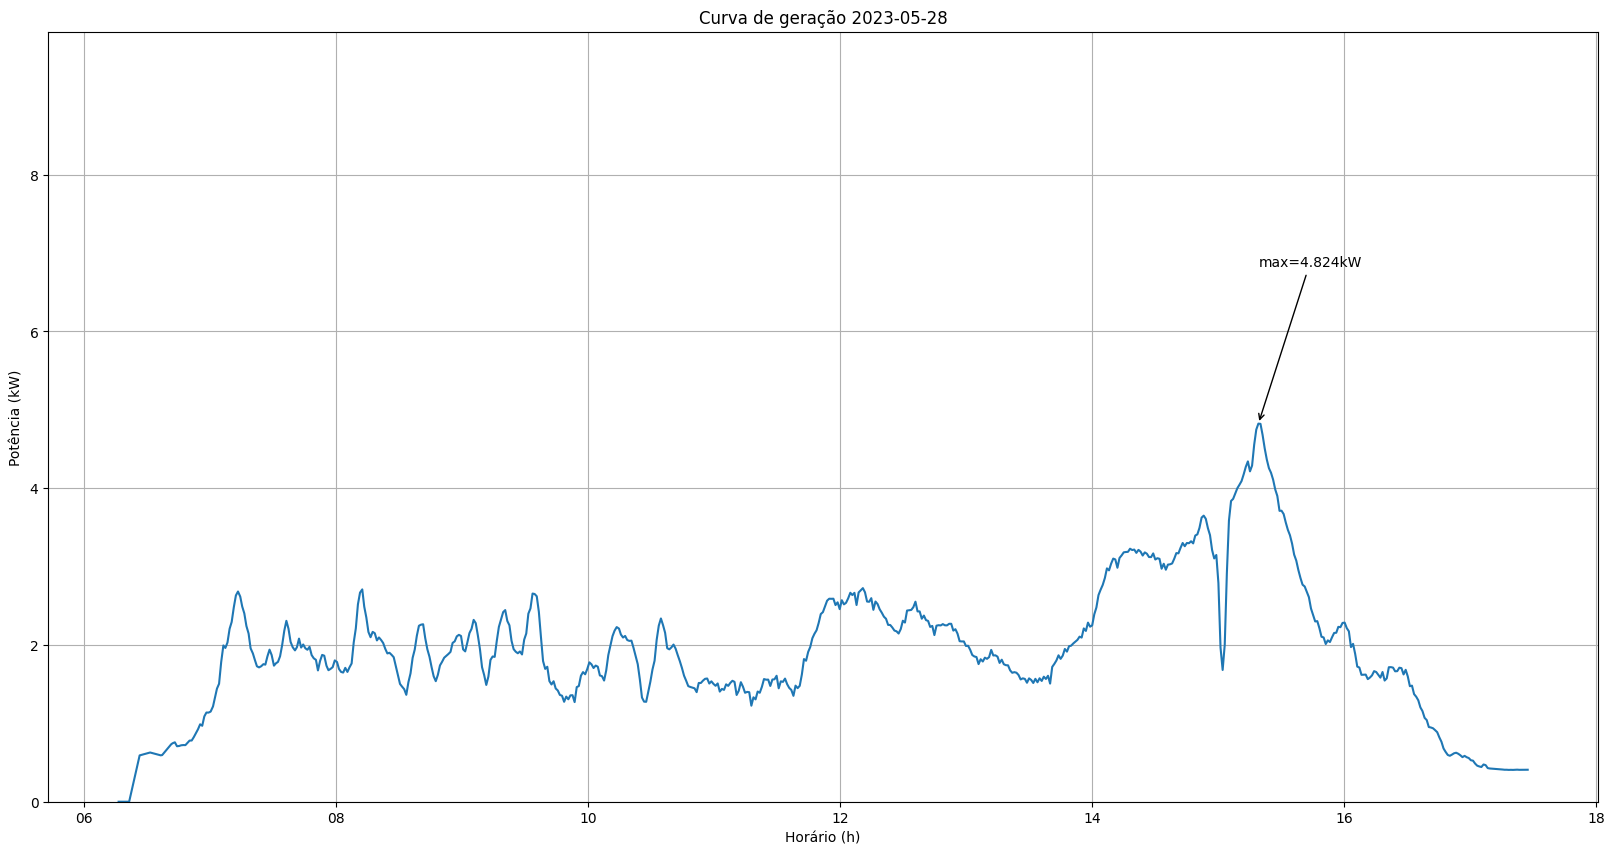 Curva de geração 2023-05-28
Potência (kW)
8
6
4
2
0
max=4.824kW
06 08 10 12 14 16 18
Horário (h)